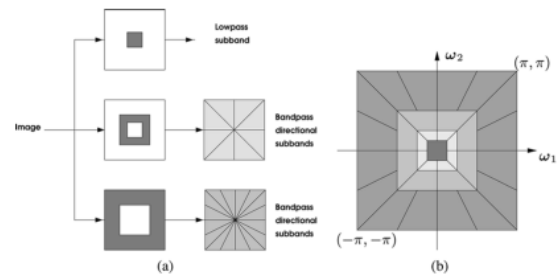 Lowpass
subband
Image
Bandpass
directional
subbands
Bandpass
directional
subbands
(a)
ω₂
(π, π)
ω₁
(−π, −π)
(b)